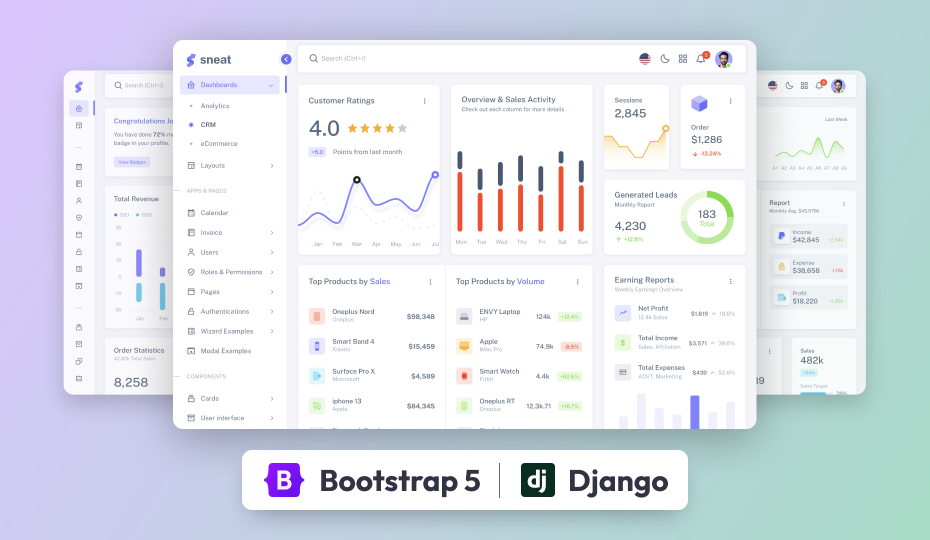 Congratulations Jo
You have done 72% m
badge in your profile.
View Badges
Total Revenue
2021
2020
30
20
10
0
-10
-20
Jan
Feb
Order Statistics
42.82k Total Sales
8,258
Search (Ctrl+/)
sneat
Dashboards
Analytics
CRM
eCommerce
Layouts
APPS & PAGES
Calendar
Invoice
Users
Roles & Permissions
Pages
Authentications
Wizard Examples
Modal Examples
COMPONENTS
Cards
User interface
Search (Ctrl+/)
Customer Ratings
4.0
+5.0 Points from last month
Jan Feb Mar Apr May Jun Jul
Overview & Sales Activity
Check out each column for more details
Mon Tue Wed Thu Fri Sat Sun
Sessions
2,845
Order
$1,286
-13.24%
Generated Leads
Monthly Report
4,230
+12.8%
183
Total
Top Products by Sales
Oneplus Nord
Oneplus
$98,348
Smart Band 4
Xiaomi
$15,459
Surface Pro X
Miscrosoft
$4,589
iphone 13
Apple
$84,345
Top Products by Volume
ENVY Laptop
HP
124k
+12.4%
Apple
iMac Pro
74.9k
-8.5%
Smart Watch
Fitbit
4.4k
+62.6%
Oneplus RT
Oneplus
12,3k.71
+16.7%
Earning Reports
Weekly Earnings Overview
Net Profit
12.4k Sales
$1,619
18.6%
Total Income
Sales, Affiliation
$3,571
39.6%
Total Expenses
ADVT, Marketing
$430
52.8%
Last Week
Report
Monthly Avg. $45.578k
Income
$42,845
Expense
$38,658
Profit
$18,220
Sales
482k
+34%
Sales Target
78%
Bootstrap 5
dj
Django